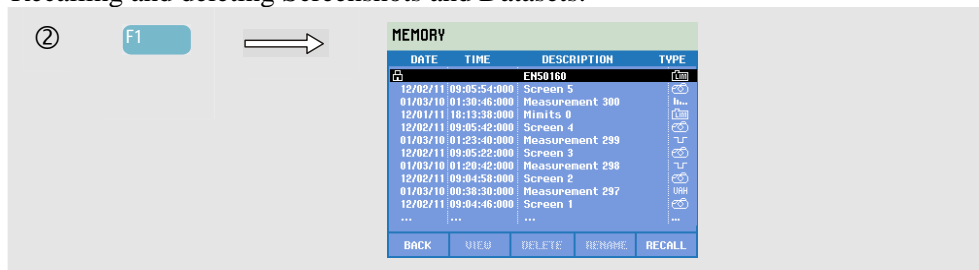 Recalling and deleting Screenshots and Datasets:
② F1
MEMORY
DATE TIME DESCRIPTION TYPE
EN50160
12/02/11 09:05:54:000 Screen 5
01/03/10 01:30:46:000 Measurement 300
12/01/11 18:13:38:000 Mimits 0
12/02/11 09:05:42:000 Screen 4
01/03/10 01:23:40:000 Measurement 299
12/02/11 09:05:22:000 Screen 3
01/03/10 01:20:42:000 Measurement 298
12/02/11 09:04:58:000 Screen 2
01/03/10 00:38:30:000 Measurement 297 VAH
12/02/11 09:04:46:000 Screen 1
... ... ... ...
BACK VIEW DELETE RENAME RECALL